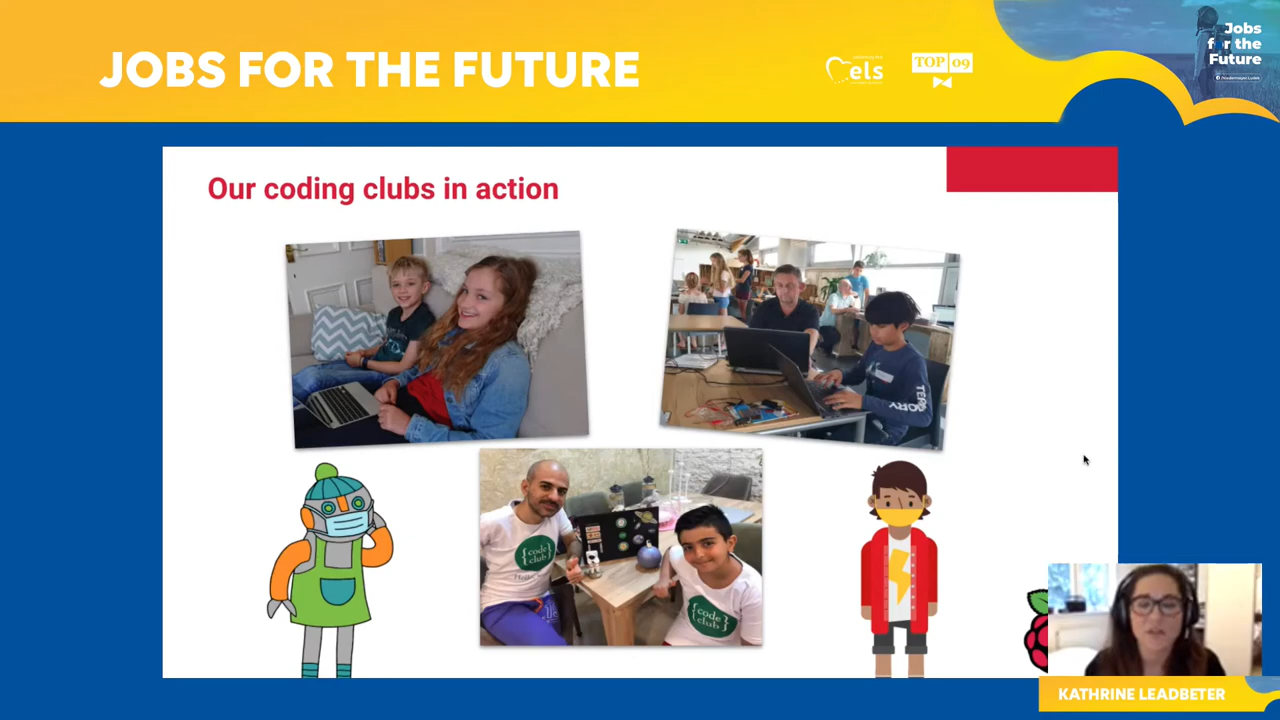 JOBS FOR THE FUTURE
els
TOP 09
Jobs
for the
Future
Our coding clubs in action
{code
club}
{code
club}
KATHRINE LEADBETER